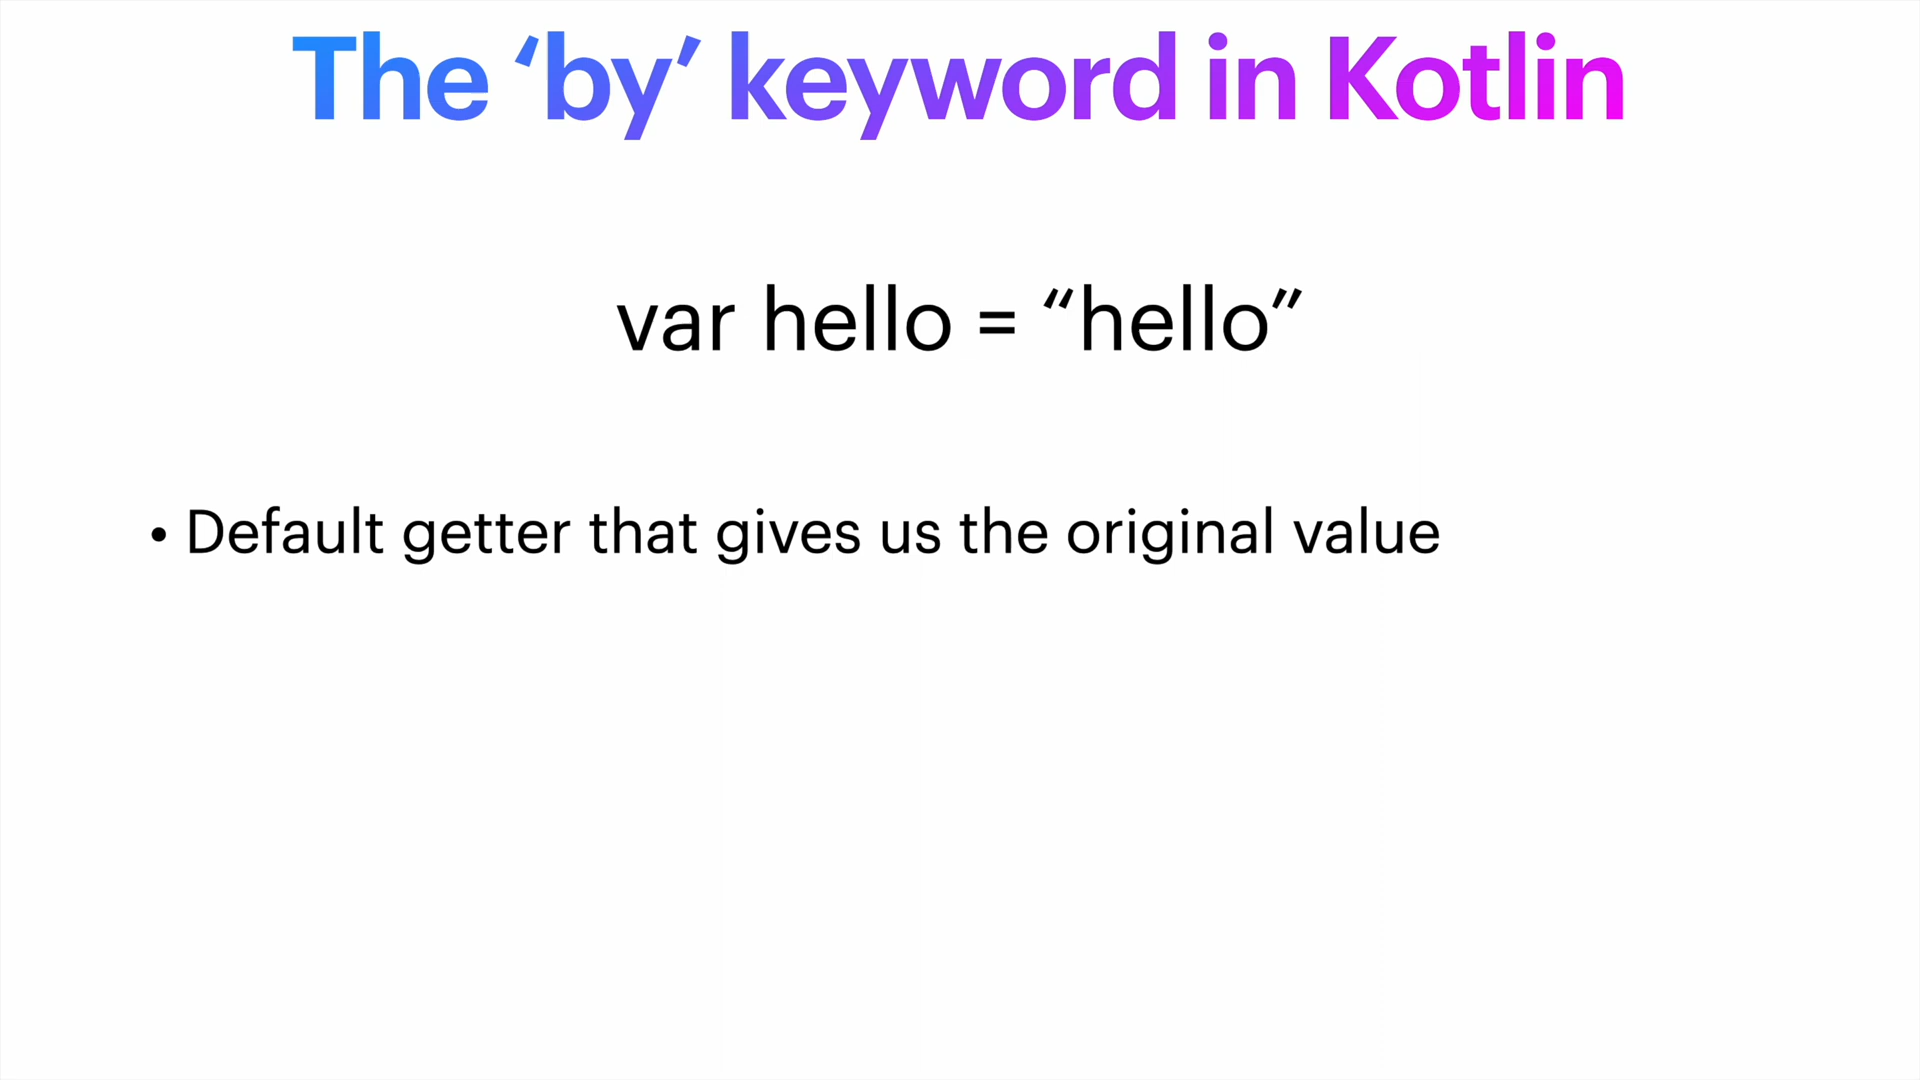 The ‘by’ keyword in Kotlin
var hello = “hello”
• Default getter that gives us the original value